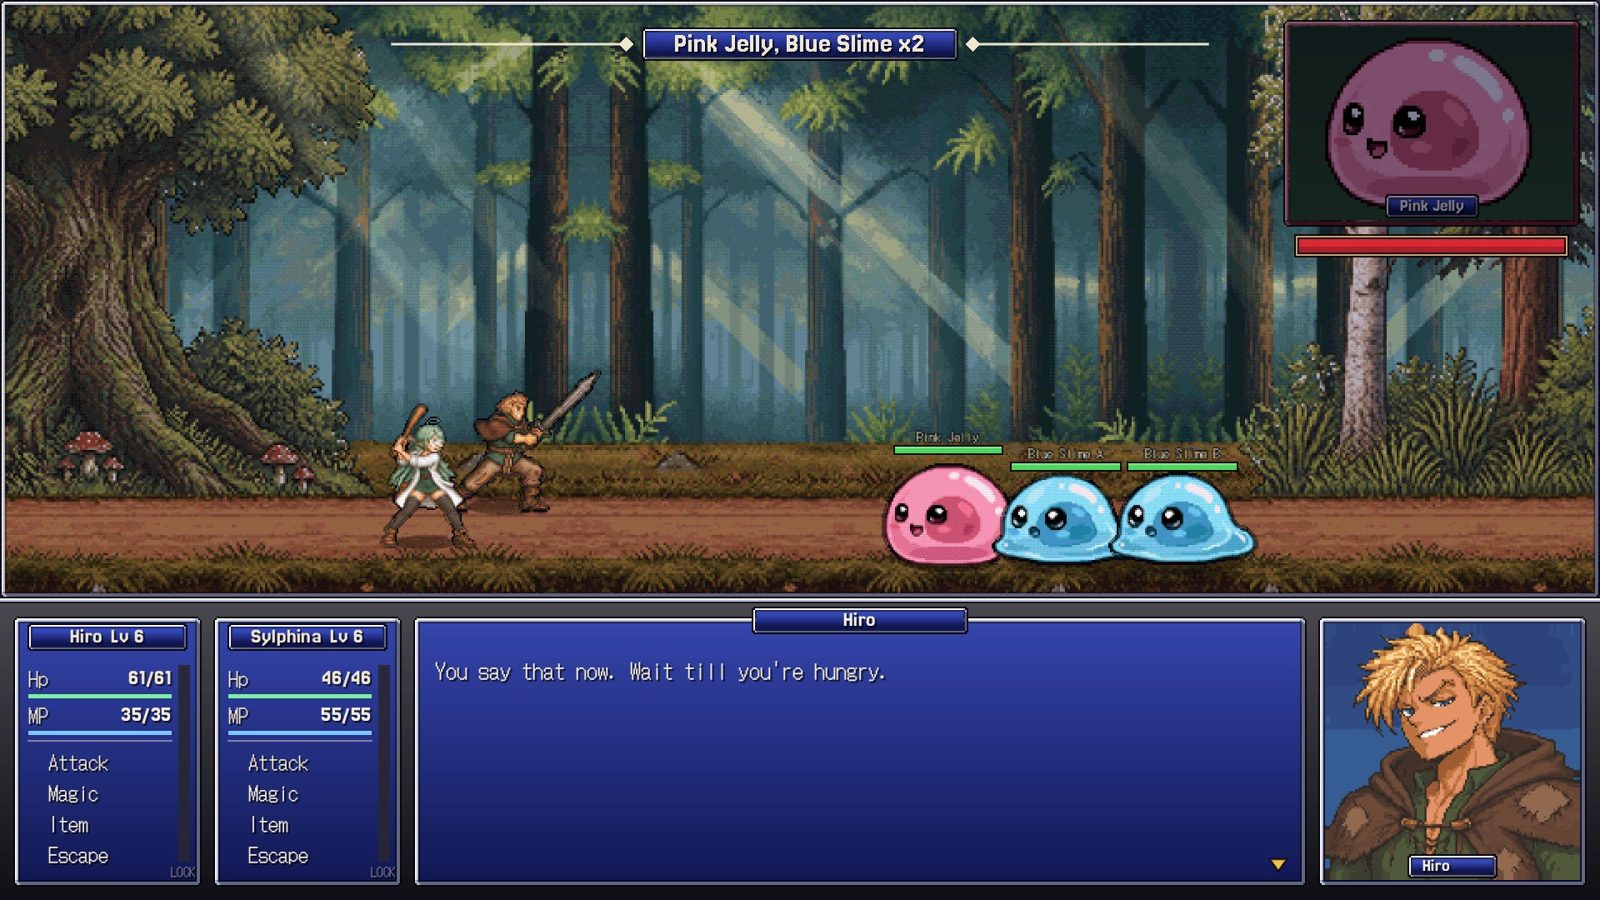 Pink Jelly, Blue Slime x2
Pink Jelly
Pink Jelly
Blue Slime A
Blue Slime B
Hiro Lv 6
Hp 61/61
MP 35/35
Attack
Magic
Item
Escape
LOCK
Sylphina Lv 6
Hp 46/46
MP 55/55
Attack
Magic
Item
Escape
LOCK
Hiro
You say that now. Wait till you're hungry.
Hiro